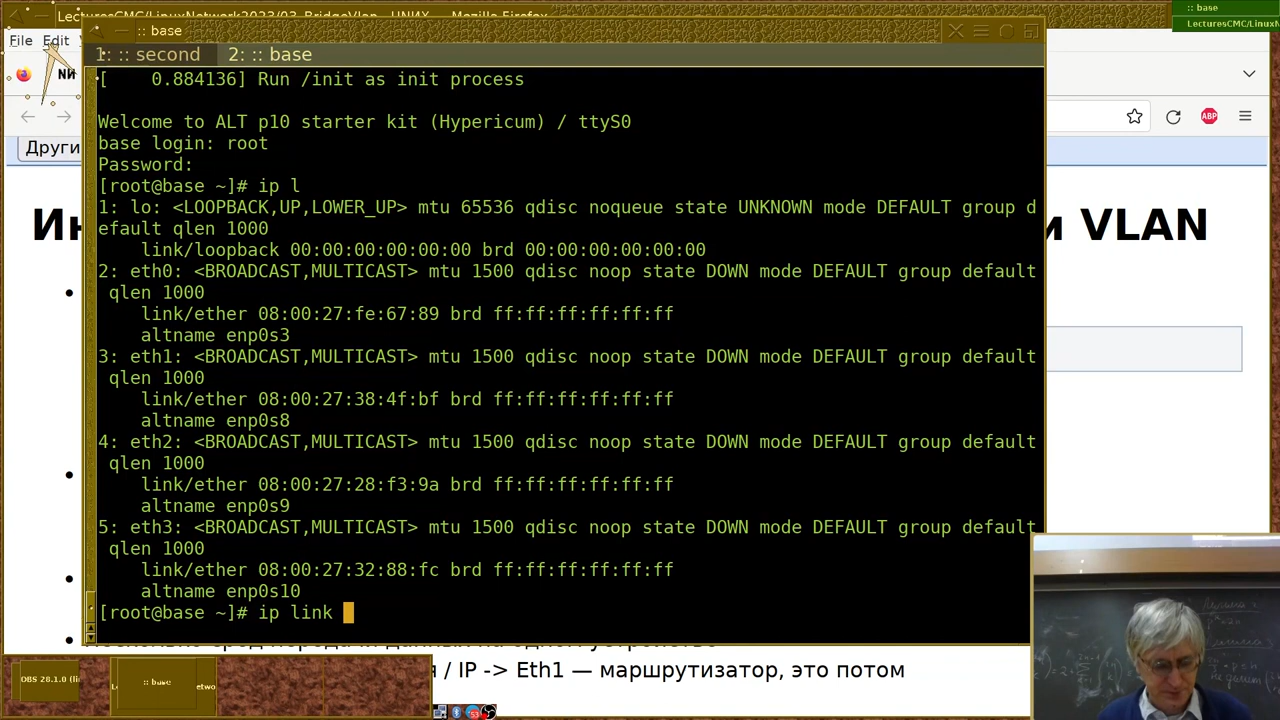 LecturesCMC/LinuxNetwork2023/03_BridgeVlan - UNИX - Mozilla Firefox
:: base
:: base
File Edit
1: :: second 2: :: base
[    0.884136] Run /init as init process
Welcome to ALT p10 starter kit (Hypericum) / ttyS0
base login: root
Password:
[root@base ~]# ip l
1: lo: <LOOPBACK,UP,LOWER_UP> mtu 65536 qdisc noqueue state UNKNOWN mode DEFAULT group d
efault qlen 1000
    link/loopback 00:00:00:00:00:00 brd 00:00:00:00:00:00
2: eth0: <BROADCAST,MULTICAST> mtu 1500 qdisc noop state DOWN mode DEFAULT group default
 qlen 1000
    link/ether 08:00:27:fe:67:89 brd ff:ff:ff:ff:ff:ff
    altname enp0s3
3: eth1: <BROADCAST,MULTICAST> mtu 1500 qdisc noop state DOWN mode DEFAULT group default
 qlen 1000
    link/ether 08:00:27:38:4f:bf brd ff:ff:ff:ff:ff:ff
    altname enp0s8
4: eth2: <BROADCAST,MULTICAST> mtu 1500 qdisc noop state DOWN mode DEFAULT group default
 qlen 1000
    link/ether 08:00:27:28:f3:9a brd ff:ff:ff:ff:ff:ff
    altname enp0s9
5: eth3: <BROADCAST,MULTICAST> mtu 1500 qdisc noop state DOWN mode DEFAULT group default
 qlen 1000
    link/ether 08:00:27:32:88:fc brd ff:ff:ff:ff:ff:ff
    altname enp0s10
[root@base ~]# ip link
LecturesCMC/LinuxN
ABP
Други
Ин и VLAN
/ IP -> Eth1 — маршрутизатор, это потом
OBS 28.1.0 (li
:: base
53